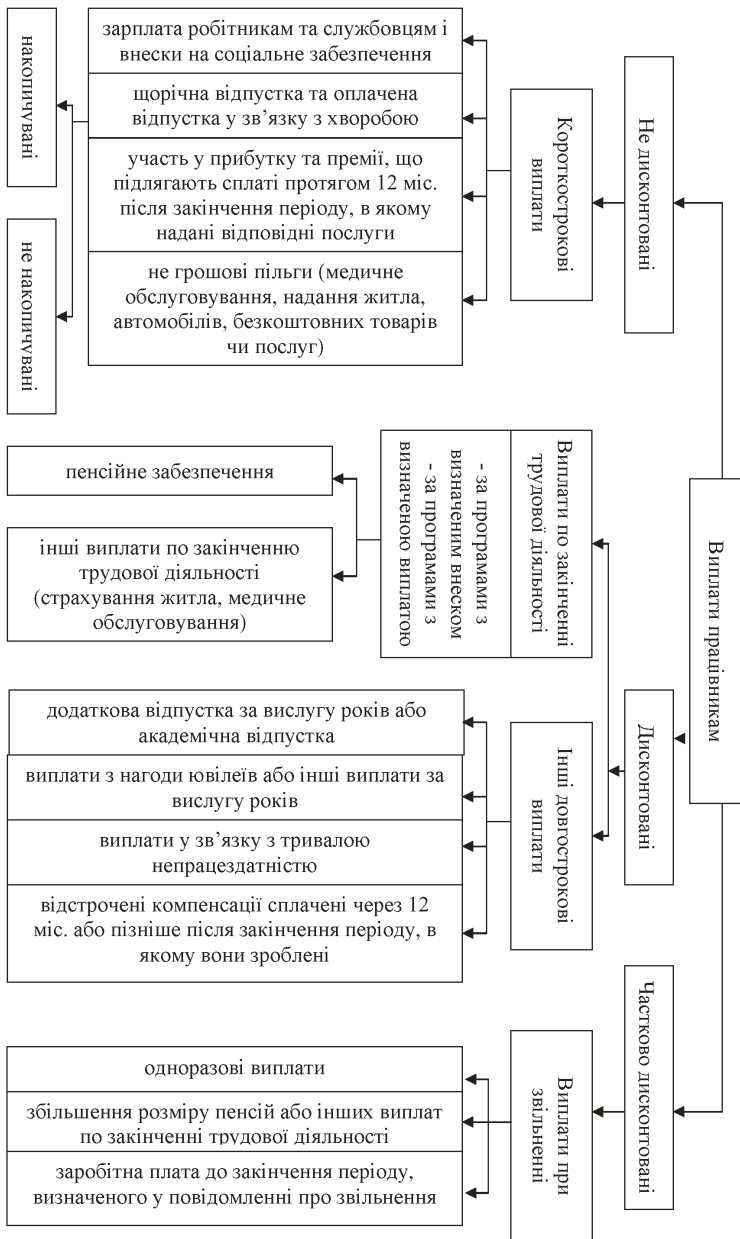 Виплати працівникам
Не дисконтовані
Короткострокові
виплати
зарплата робітникам та службовцям і
внески на соціальне забезпечення
щорічна відпустка та оплачена
відпустка у зв’язку з хворобою
участь у прибутку та премії, що
підлягають сплаті протягом 12 міс.
після закінчення періоду, в якому
надані відповідні послуги
не грошові пільги (медичне
обслуговування, надання житла,
автомобілів, безкоштовних товарів
чи послуг)
накопичувані
не накопичувані
Дисконтовані
Виплати по закінченні
трудової діяльності
- за програмами з
визначеним внеском
- за програмами з
визначеною виплатою
пенсійне забезпечення
інші виплати по закінченню
трудової діяльності
(страхування житла, медичне
обслуговування)
Інші довгострокові
виплати
додаткова відпустка за вислугу років або
академічна відпустка
виплати з нагоди ювілеїв або інші виплати за
вислугу років
виплати у зв’язку з тривалою
непрацездатністю
відстрочені компенсації сплачені через 12
міс. або пізніше після закінчення періоду, в
якому вони зроблені
Частково дисконтовані
Виплати при
звільненні
одноразові виплати
збільшення розміру пенсій або інших виплат
по закінченні трудової діяльності
заробітна плата до закінчення періоду,
визначеного у повідомленні про звільнення